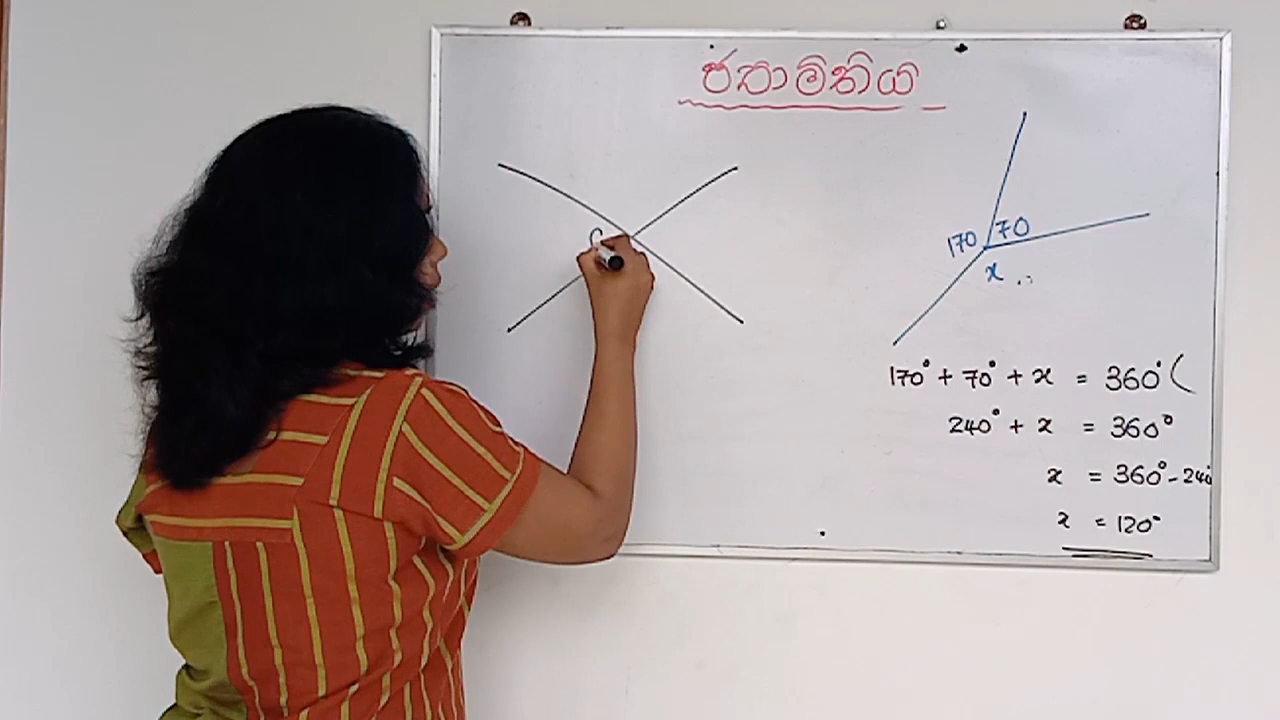 ජ්‍යාමිතිය
170 70
x
170° + 70° + x = 360° (
240° + x = 360°
x = 360° - 240
x = 120°